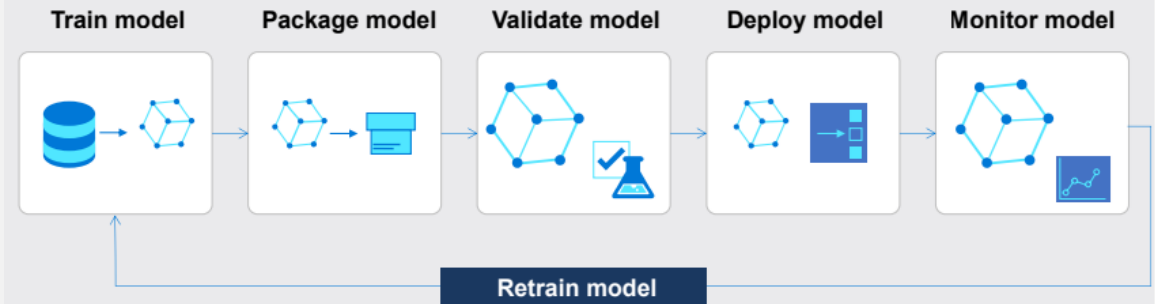 Train model
Package model
Validate model
Deploy model
Monitor model
Retrain model